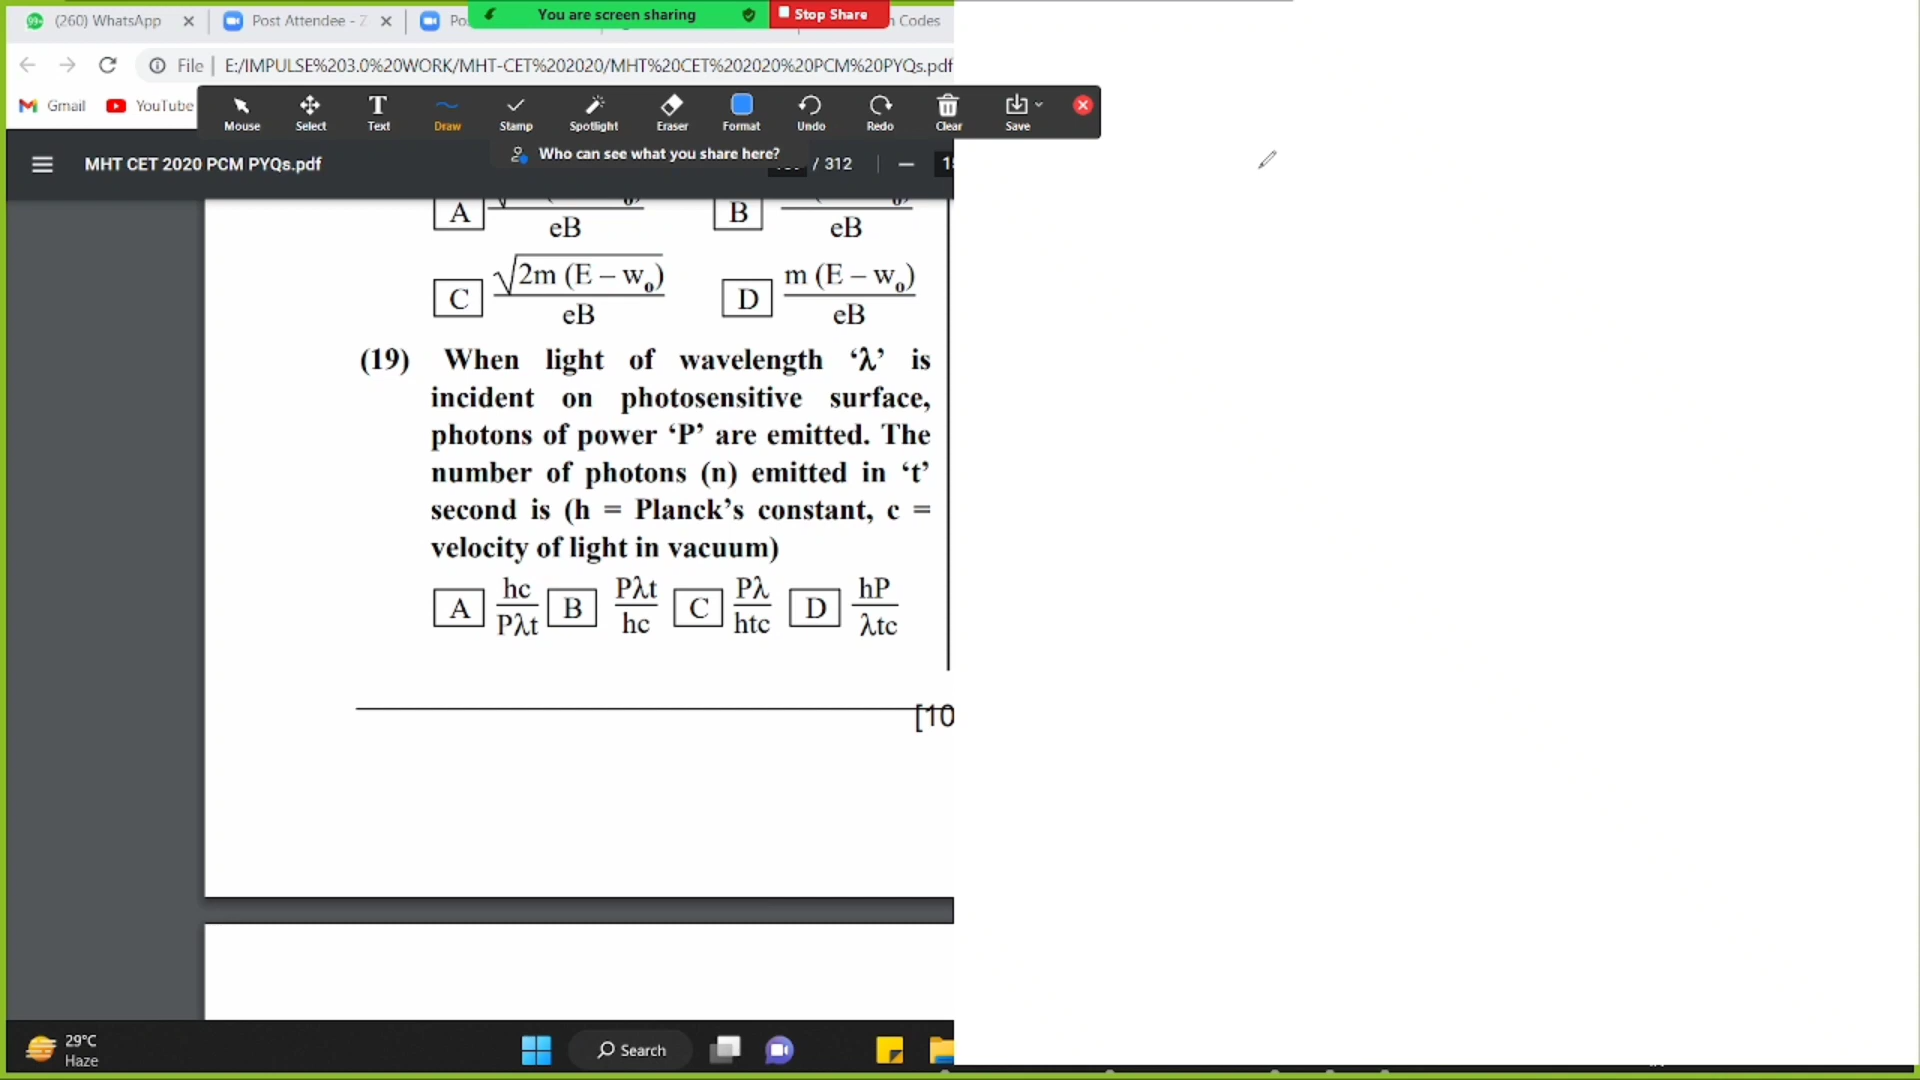 99+ (260) WhatsApp
Post Attendee - Z
Po
You are screen sharing
Stop Share
n Codes
File
E:/IMPULSE%203.0%20WORK/MHT-CET%202020/MHT%20CET%202020%20PCM%20PYQs.pdf
Gmail
YouTube
Mouse
Select
Text
Draw
Stamp
Spotlight
Eraser
Format
Undo
Redo
Clear
Save
Who can see what you share here?
MHT CET 2020 PCM PYQs.pdf
/ 312
A
eB
B
eB
C √2m (E – w₀)
eB
D m (E – w₀)
eB
(19) When light of wavelength ‘λ’ is
incident on photosensitive surface,
photons of power ‘P’ are emitted. The
number of photons (n) emitted in ‘t’
second is (h = Planck’s constant, c =
velocity of light in vacuum)
A hc/Pλt B Pλt/hc C Pλ/htc D hP/λtc
[10
29°C
Haze
Search